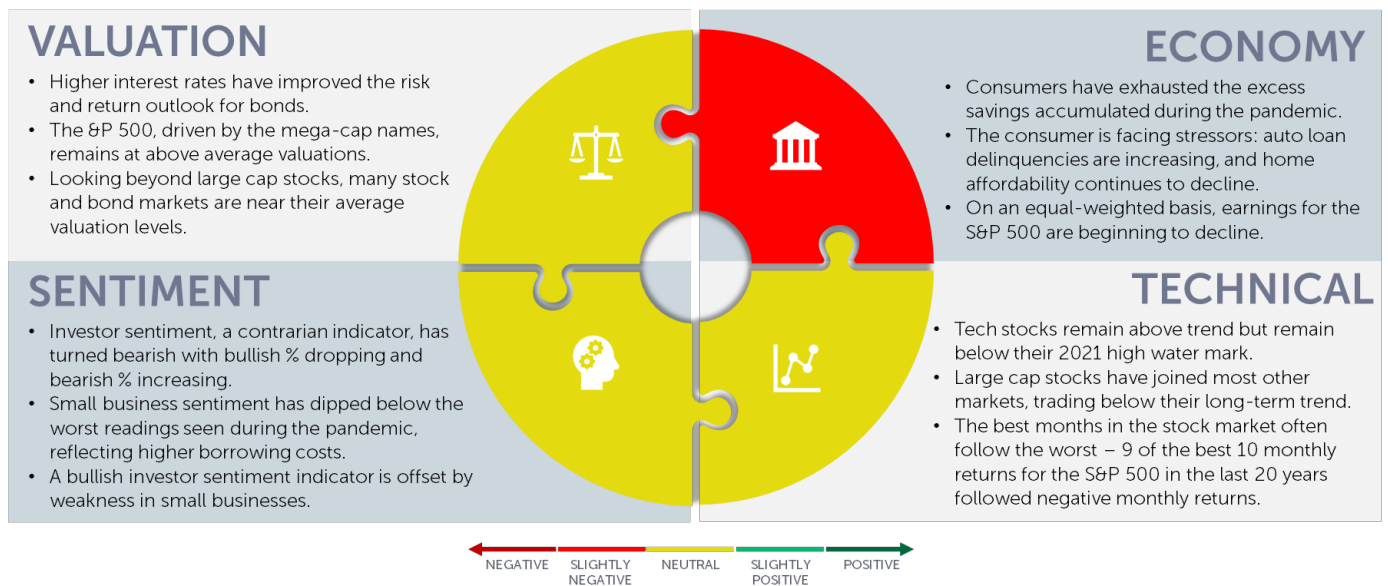 VALUATION
• Higher interest rates have improved the risk
and return outlook for bonds.
• The &P 500, driven by the mega-cap names,
remains at above average valuations.
• Looking beyond large cap stocks, many stock
and bond markets are near their average
valuation levels.
ECONOMY
• Consumers have exhausted the excess
savings accumulated during the pandemic.
• The consumer is facing stressors: auto loan
delinquencies are increasing, and home
affordability continues to decline.
• On an equal-weighted basis, earnings for the
S&P 500 are beginning to decline.
SENTIMENT
• Investor sentiment, a contrarian indicator, has
turned bearish with bullish % dropping and
bearish % increasing.
• Small business sentiment has dipped below the
worst readings seen during the pandemic,
reflecting higher borrowing costs.
• A bullish investor sentiment indicator is offset by
weakness in small businesses.
TECHNICAL
• Tech stocks remain above trend but remain
below their 2021 high water mark.
• Large cap stocks have joined most other
markets, trading below their long-term trend.
• The best months in the stock market often
follow the worst – 9 of the best 10 monthly
returns for the S&P 500 in the last 20 years
followed negative monthly returns.
NEGATIVE
SLIGHTLY
NEGATIVE
NEUTRAL
SLIGHTLY
POSITIVE
POSITIVE